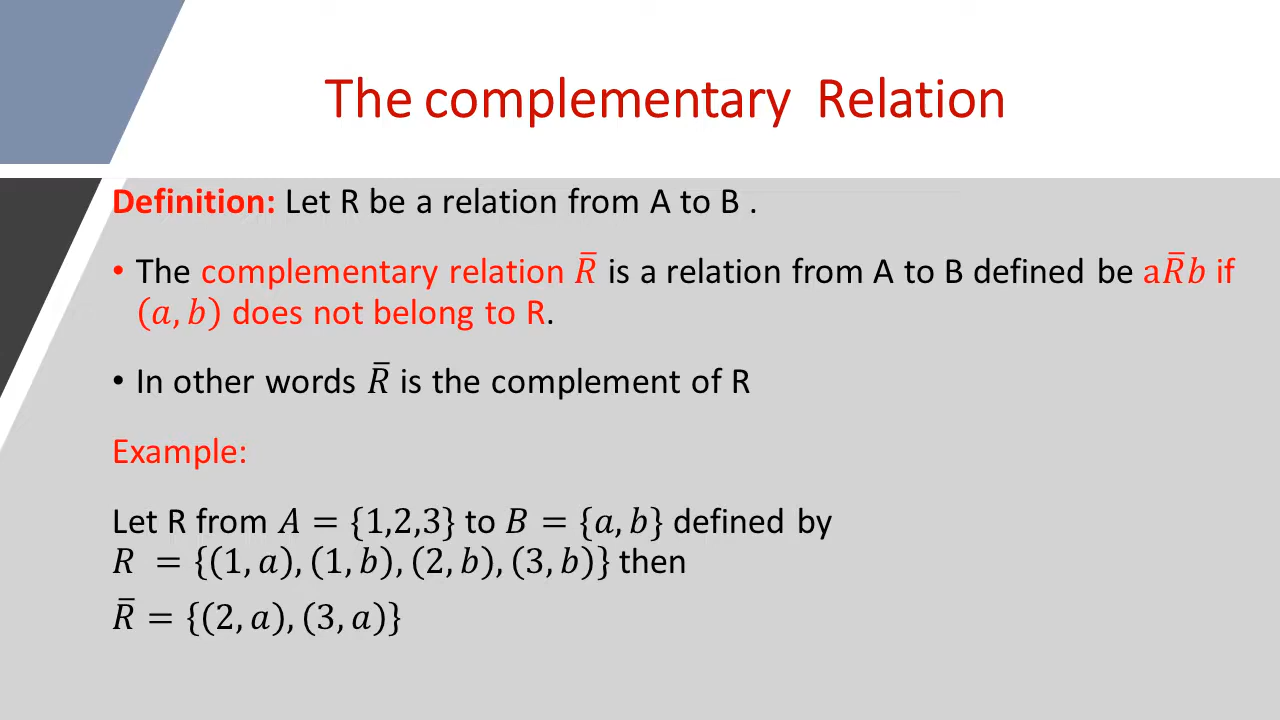 The complementary Relation
Definition: Let R be a relation from A to B .
• The complementary relation R̄ is a relation from A to B defined be aR̄b if
(a, b) does not belong to R.
• In other words R̄ is the complement of R
Example:
Let R from A = {1,2,3} to B = {a, b} defined by
R = {(1, a), (1, b), (2, b), (3, b)} then
R̄ = {(2, a), (3, a)}